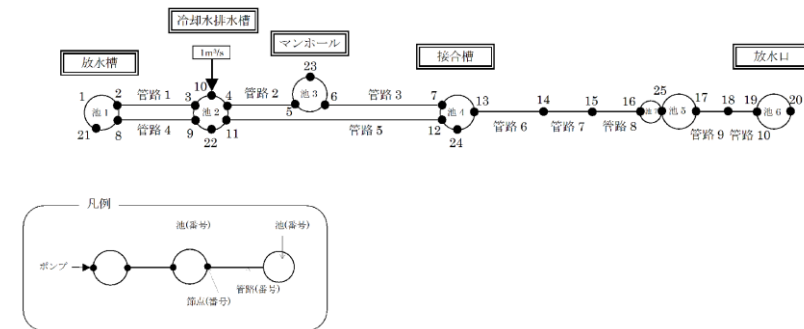 冷却水排水槽
放水槽
1m³/s
マンホール
接合槽
放水口
1
2
池1
21
8
管路1
管路4
10
3
池2
4
9
22
11
管路2
23
池3
5
6
管路3
管路5
7
池4
12
24
13
管路6
14
管路7
15
管路8
16
25
池5
17
管路9
18
管路10
19
池6
20
凡例
池(番号)
池(番号)
ポンプ
節点(番号)
管路(番号)